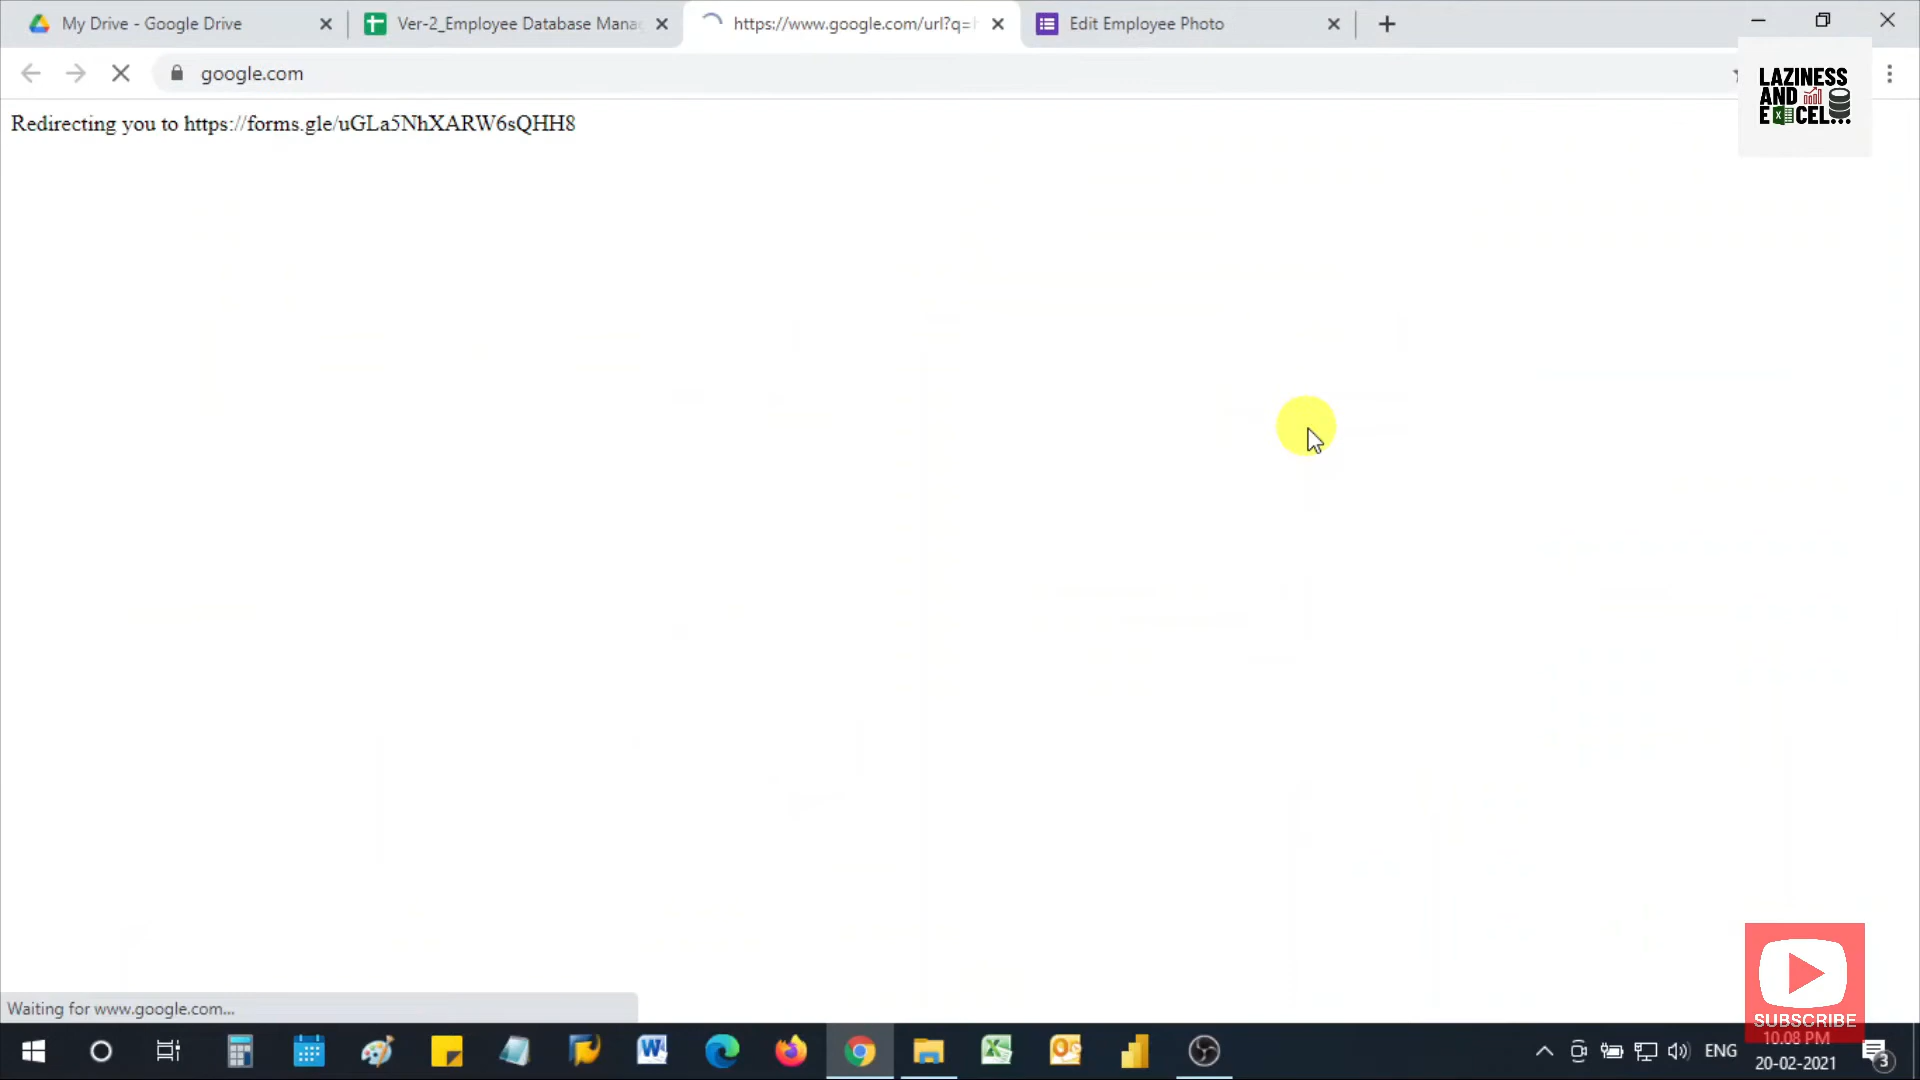 My Drive - Google Drive
Ver-2_Employee Database Mana
https://www.google.com/url?q=
Edit Employee Photo
google.com
LAZINESS
AND
EXCEL...
Redirecting you to https://forms.gle/uGLa5NhXARW6sQHH8
Waiting for www.google.com...
SUBSCRIBE
ENG
10.08 PM
20-02-2021
3